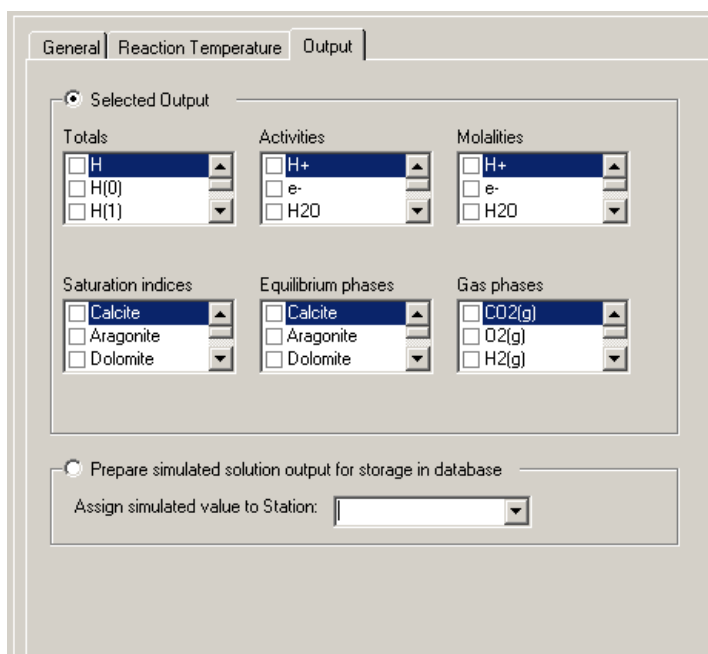 General Reaction Temperature Output
Selected Output
Totals Activities Molalities
H H+ H+
H(0) e- e-
H(1) H2O H2O
Saturation indices Equilibrium phases Gas phases
Calcite Calcite CO2(g)
Aragonite Aragonite O2(g)
Dolomite Dolomite H2(g)
Prepare simulated solution output for storage in database
Assign simulated value to Station: